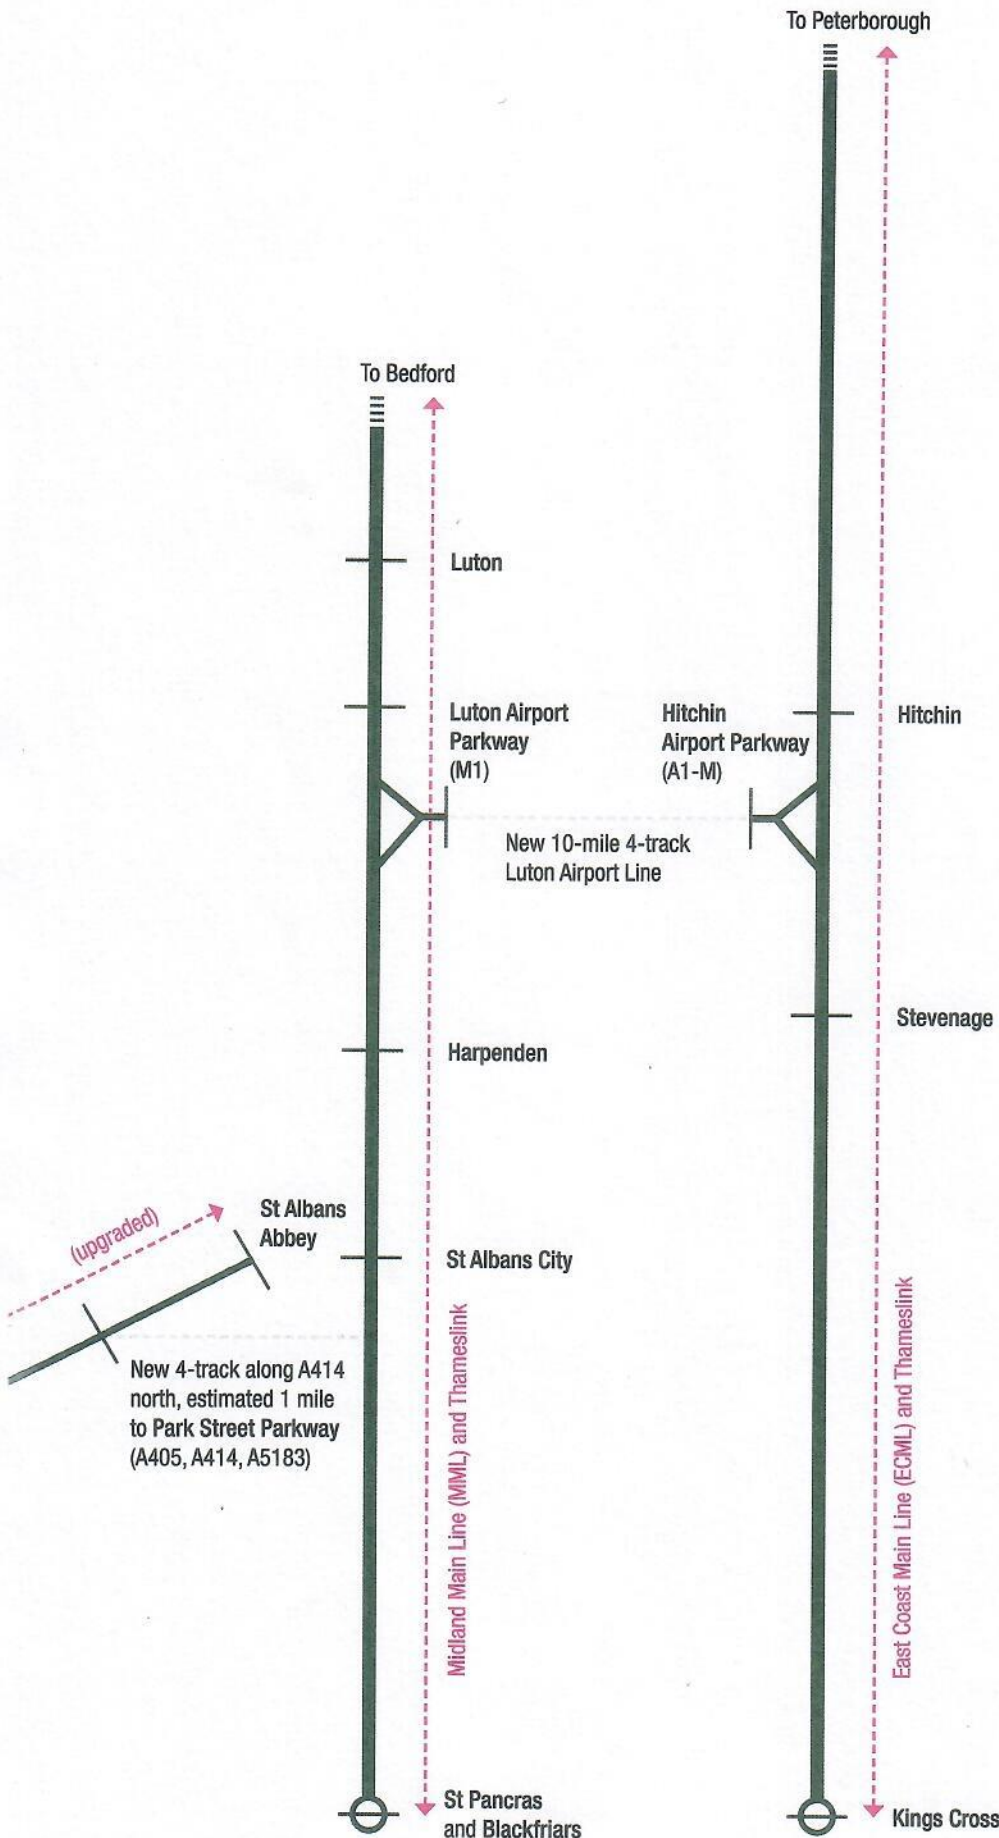 To Peterborough
To Bedford
Luton
Luton Airport
Parkway
(M1)
Hitchin
Airport Parkway
(A1-M)
Hitchin
New 10-mile 4-track
Luton Airport Line
Stevenage
Harpenden
(upgraded)
St Albans
Abbey
St Albans City
New 4-track along A414
north, estimated 1 mile
to Park Street Parkway
(A405, A414, A5183)
Midland Main Line (MML) and Thameslink
East Coast Main Line (ECML) and Thameslink
St Pancras
and Blackfriars
Kings Cross